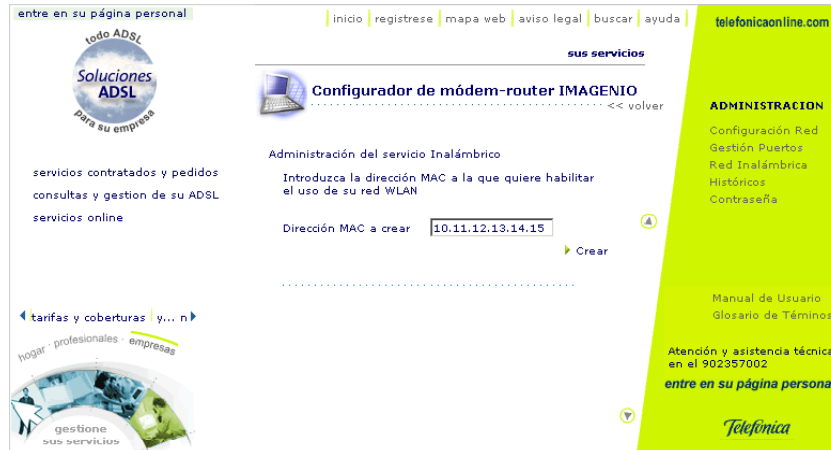 entre en su página personal
inicio registrese mapa web aviso legal buscar ayuda
telefonicaonline.com
todo ADSL
Soluciones
ADSL
para su empresa
sus servicios
Configurador de módem-router IMAGENIO
<< volver
servicios contratados y pedidos
consultas y gestion de su ADSL
servicios online
Administración del servicio Inalámbrico
Introduzca la dirección MAC a la que quiere habilitar
el uso de su red WLAN
Dirección MAC a crear 10.11.12.13.14.15
Crear
ADMINISTRACION
Configuración Red
Gestión Puertos
Red Inalámbrica
Históricos
Contraseña
Manual de Usuario
Glosario de Téminos
Atención y asistencia técnica
en el 902357002
entre en su página persona
Telefónica
tarifas y coberturas y... n
hogar · profesionales · empresas
gestione
sus servicios